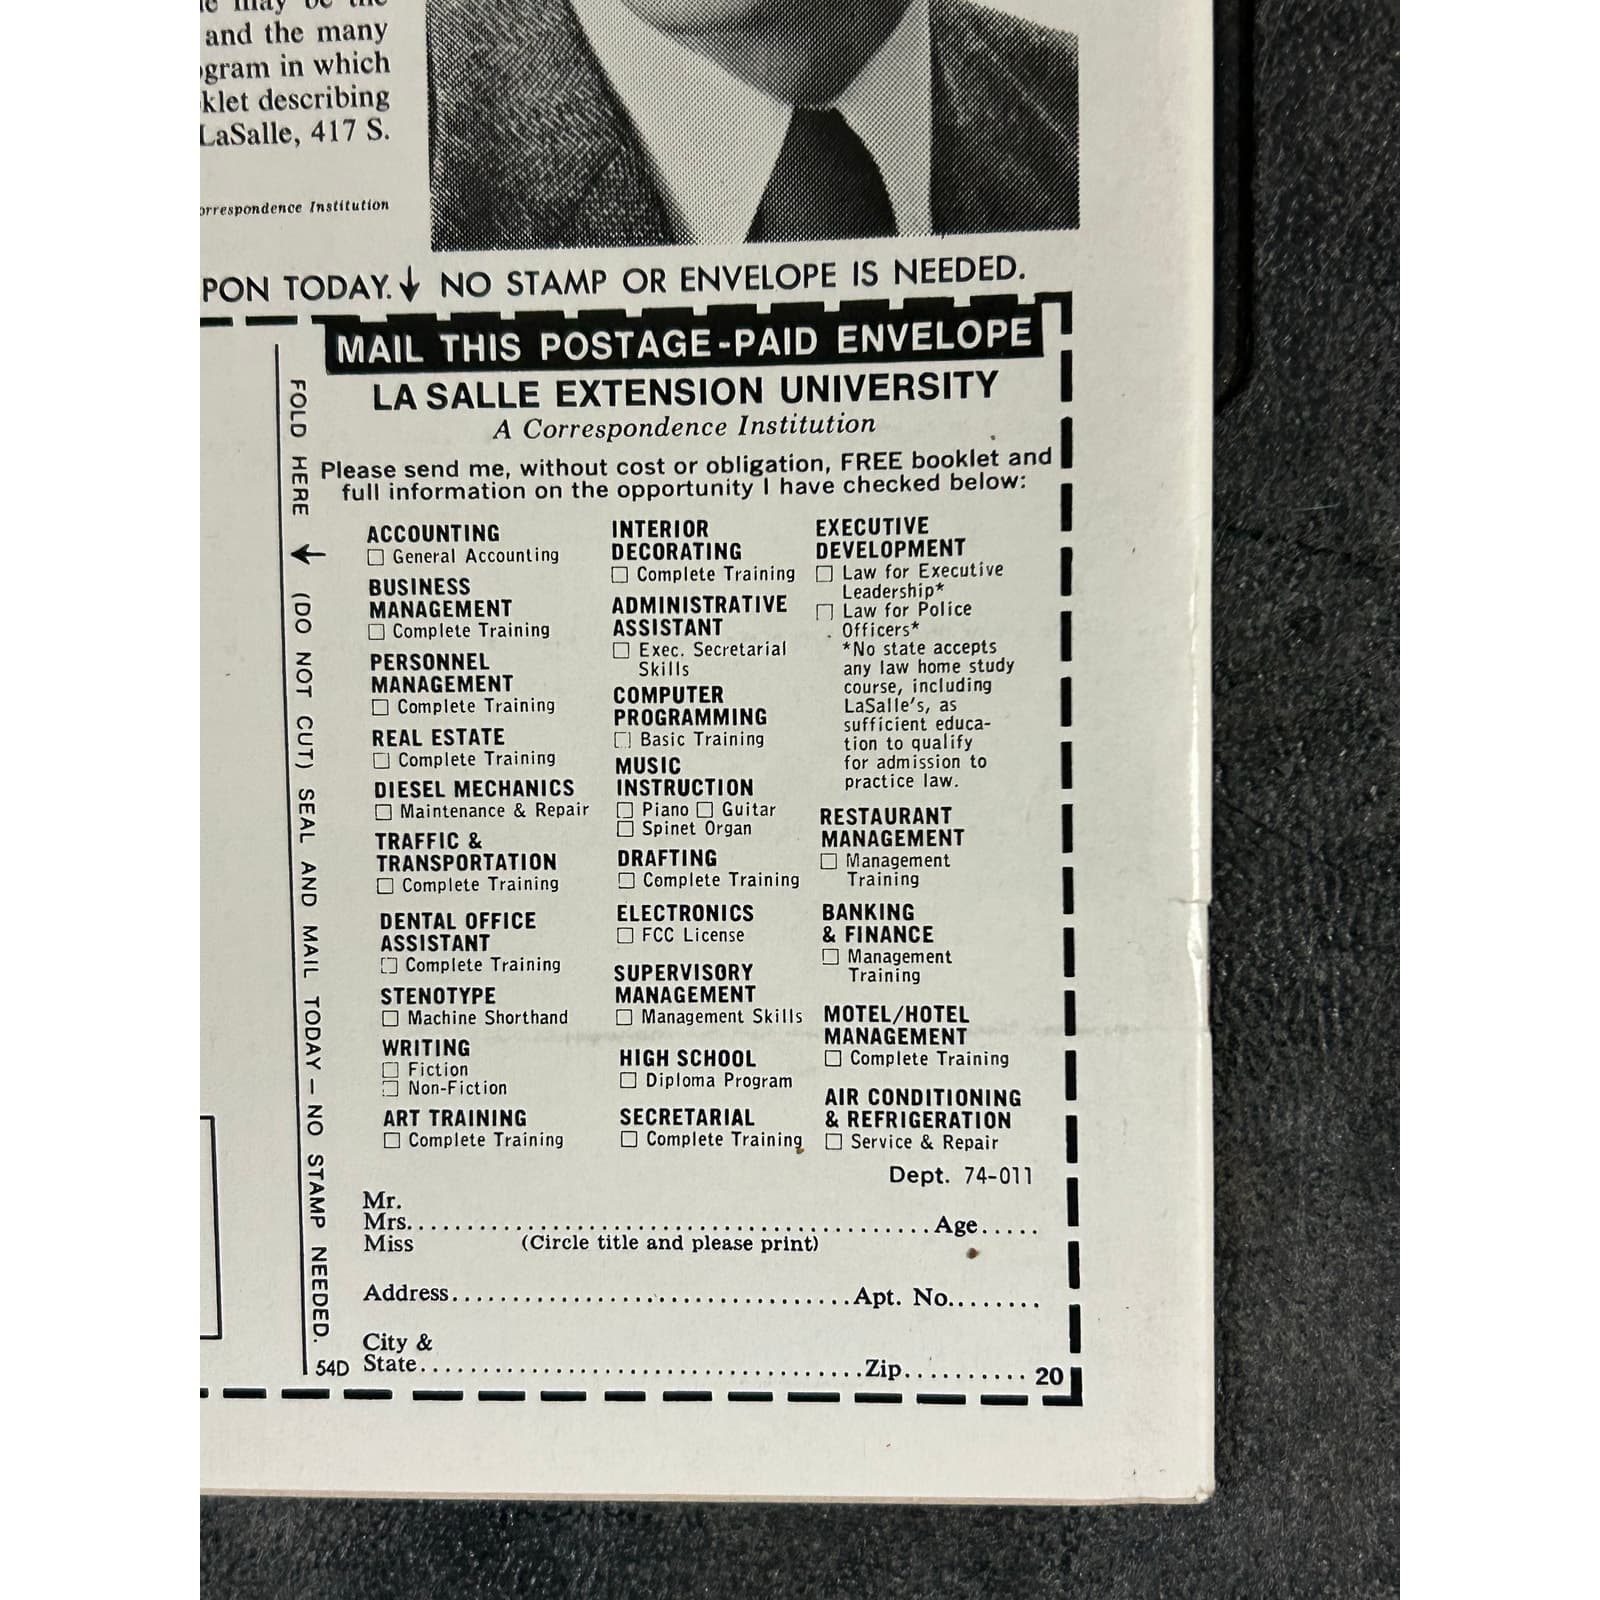 and the many
gram in which
klet describing
LaSalle, 417 S.
orrespondence Institution
PON TODAY. ↓ NO STAMP OR ENVELOPE IS NEEDED.
MAIL THIS POSTAGE-PAID ENVELOPE
LA SALLE EXTENSION UNIVERSITY
A Correspondence Institution
Please send me, without cost or obligation, FREE booklet and
full information on the opportunity I have checked below:
FOLD HERE → (DO NOT CUT) SEAL AND MAIL TODAY – NO STAMP NEEDED.
ACCOUNTING
☐ General Accounting
BUSINESS
MANAGEMENT
☐ Complete Training
PERSONNEL
MANAGEMENT
☐ Complete Training
REAL ESTATE
☐ Complete Training
DIESEL MECHANICS
☐ Maintenance & Repair
TRAFFIC &
TRANSPORTATION
☐ Complete Training
DENTAL OFFICE
ASSISTANT
☐ Complete Training
STENOTYPE
☐ Machine Shorthand
WRITING
☐ Fiction
☐ Non-Fiction
ART TRAINING
☐ Complete Training
INTERIOR
DECORATING
☐ Complete Training
ADMINISTRATIVE
ASSISTANT
☐ Exec. Secretarial
Skills
COMPUTER
PROGRAMMING
☐ Basic Training
MUSIC
INSTRUCTION
☐ Piano ☐ Guitar
☐ Spinet Organ
DRAFTING
☐ Complete Training
ELECTRONICS
☐ FCC License
SUPERVISORY
MANAGEMENT
☐ Management Skills
HIGH SCHOOL
☐ Diploma Program
SECRETARIAL
☐ Complete Training
EXECUTIVE
DEVELOPMENT
☐ Law for Executive
Leadership*
☐ Law for Police
Officers*
*No state accepts
any law home study
course, including
LaSalle's, as
sufficient educa-
tion to qualify
for admission to
practice law.
RESTAURANT
MANAGEMENT
☐ Management
Training
BANKING
& FINANCE
☐ Management
Training
MOTEL/HOTEL
MANAGEMENT
☐ Complete Training
AIR CONDITIONING
& REFRIGERATION
☐ Service & Repair
Dept. 74-011
Mr.
Mrs. Age
Miss (Circle title and please print)
Address Apt. No.
City &
54D State Zip 20